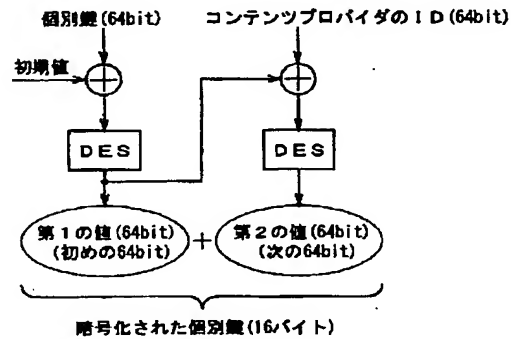 個別鍵(64bit)
コンテンツプロバイダのＩＤ(64bit)
初期値
ＤＥＳ
ＤＥＳ
第１の値(64bit)
(初めの64bit)
第２の値(64bit)
(次の64bit)
暗号化された個別鍵(16バイト)